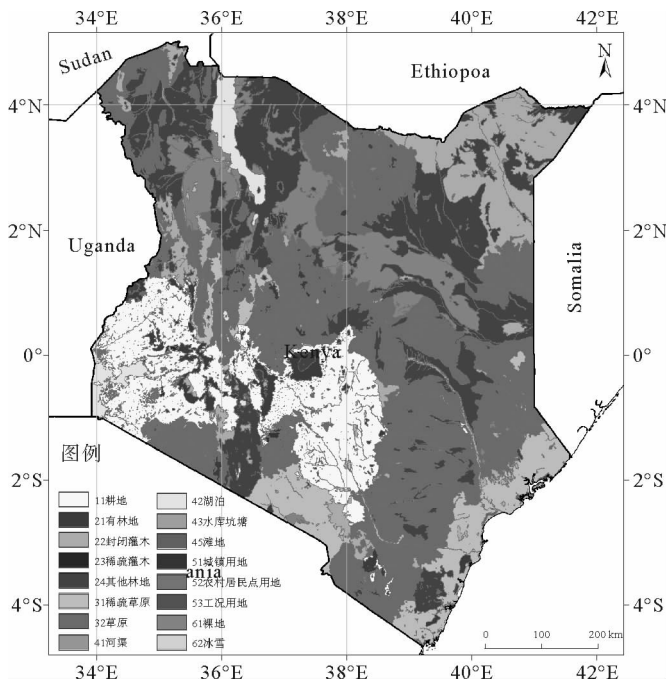 34°E 36°E 38°E 40°E 42°E
Sudan
Ethiopoa
N
4°N
4°N
2°N
2°N
Uganda
Somalia
0°
Kenya
0°
2°S
2°S
4°S
4°S
图例
11耕地
21有林地
22封闭灌木
23稀疏灌木
24其他林地
31稀疏草原
32草原
41河渠
42湖泊
43水库坑塘
45滩地
51城镇用地
52农村居民点用地
53工况用地
61裸地
62冰雪
ania
0 100 200 km
34°E 36°E 38°E 40°E 42°E